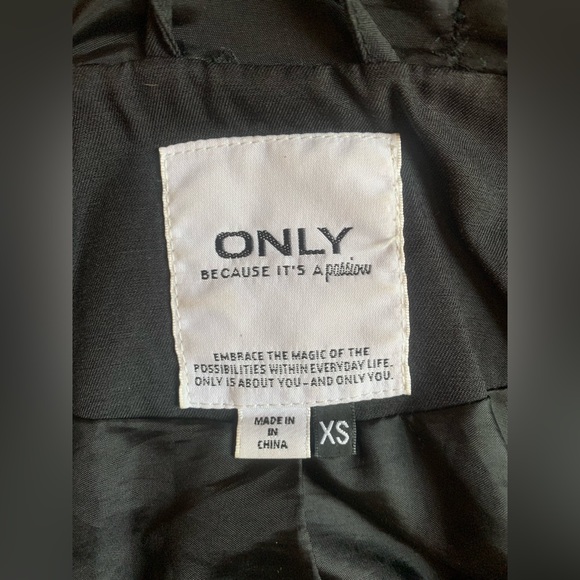 ONLY
BECAUSE IT'S A passion
EMBRACE THE MAGIC OF THE
POSSIBILITIES WITHIN EVERYDAY LIFE.
ONLY IS ABOUT YOU - AND ONLY YOU.
MADE IN
IN
CHINA
XS